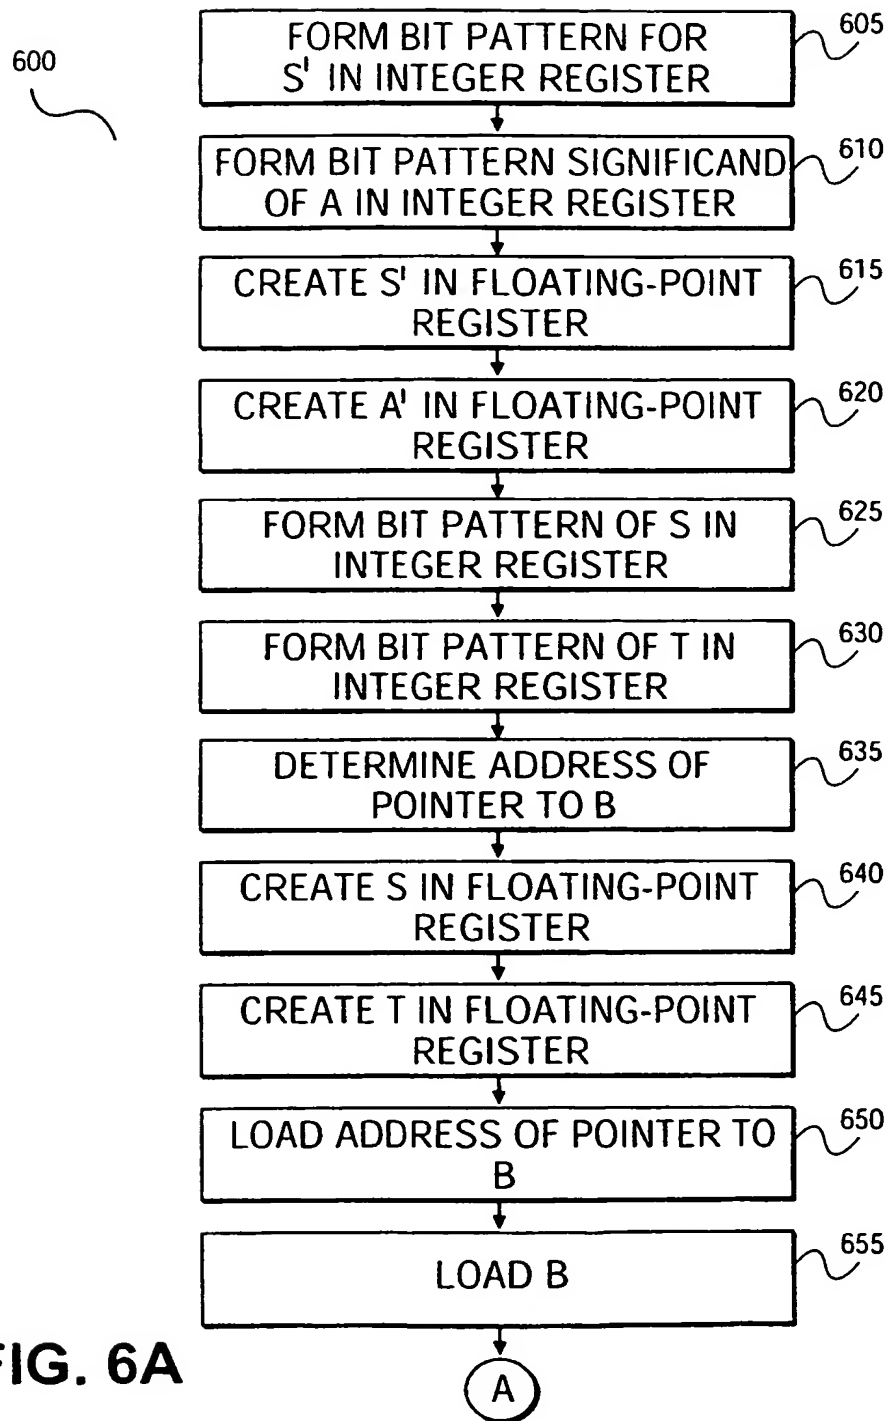 600
FORM BIT PATTERN FOR
S' IN INTEGER REGISTER
605
FORM BIT PATTERN SIGNIFICAND
OF A IN INTEGER REGISTER
610
CREATE S' IN FLOATING-POINT
REGISTER
615
CREATE A' IN FLOATING-POINT
REGISTER
620
FORM BIT PATTERN OF S IN
INTEGER REGISTER
625
FORM BIT PATTERN OF T IN
INTEGER REGISTER
630
DETERMINE ADDRESS OF
POINTER TO B
635
CREATE S IN FLOATING-POINT
REGISTER
640
CREATE T IN FLOATING-POINT
REGISTER
645
LOAD ADDRESS OF POINTER TO
B
650
LOAD B
655
A
FIG. 6A